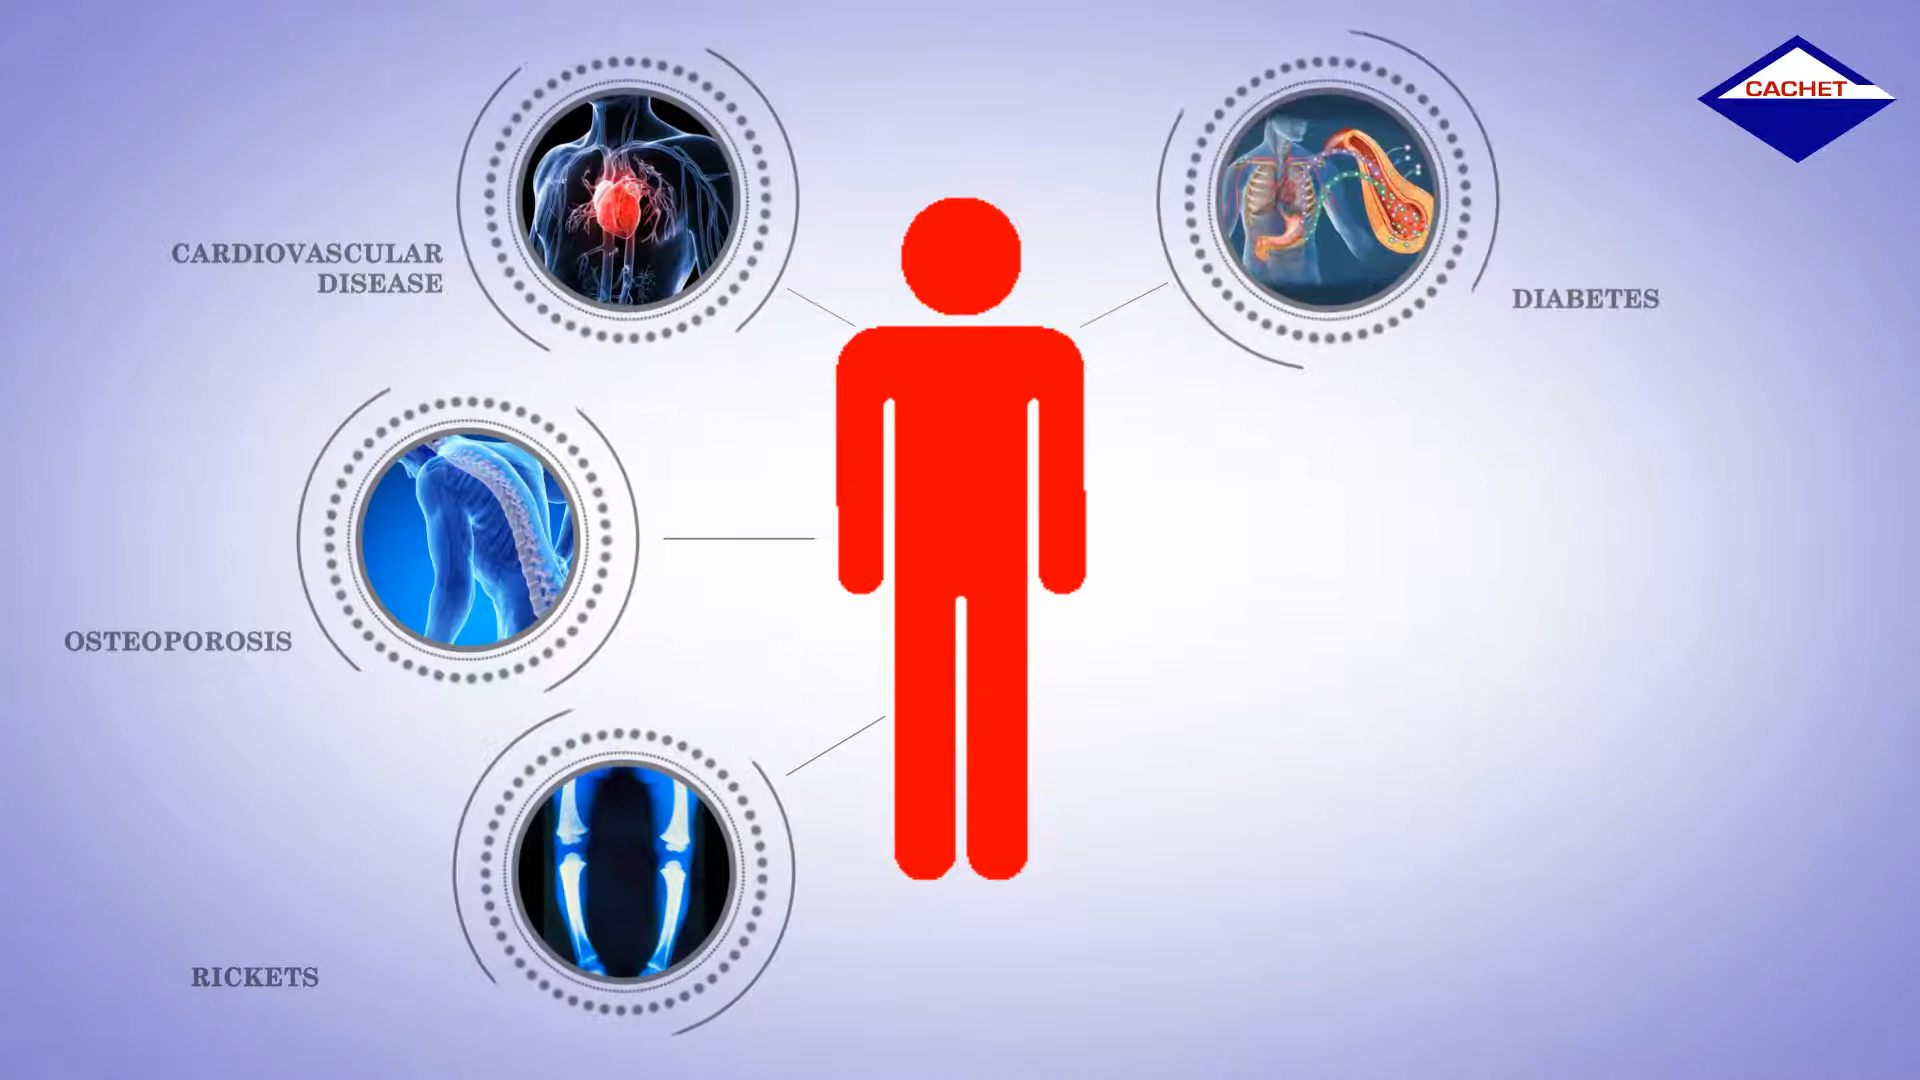 CACHET
CARDIOVASCULAR
DISEASE
DIABETES
OSTEOPOROSIS
RICKETS